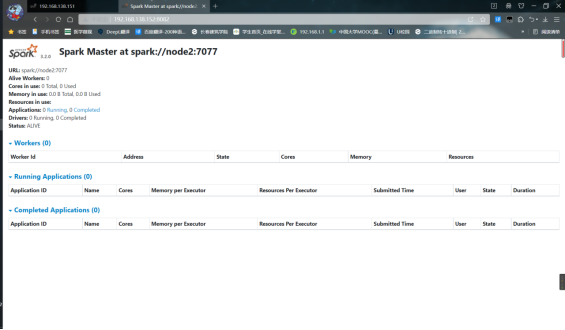 192.168.138.151
Spark Master at spark://node2:7
192.168.138.152:8082
Spark 3.2.0 Spark Master at spark://node2:7077
URL: spark://node2:7077
Alive Workers: 0
Cores in use: 0 Total, 0 Used
Memory in use: 0.0 B Total, 0.0 B Used
Resources in use:
Applications: 0 Running, 0 Completed
Drivers: 0 Running, 0 Completed
Status: ALIVE
Workers (0)
Worker Id Address State Cores Memory Resources
Running Applications (0)
Application ID Name Cores Memory per Executor Resources Per Executor Submitted Time User State Duration
Completed Applications (0)
Application ID Name Cores Memory per Executor Resources Per Executor Submitted Time User State Duration